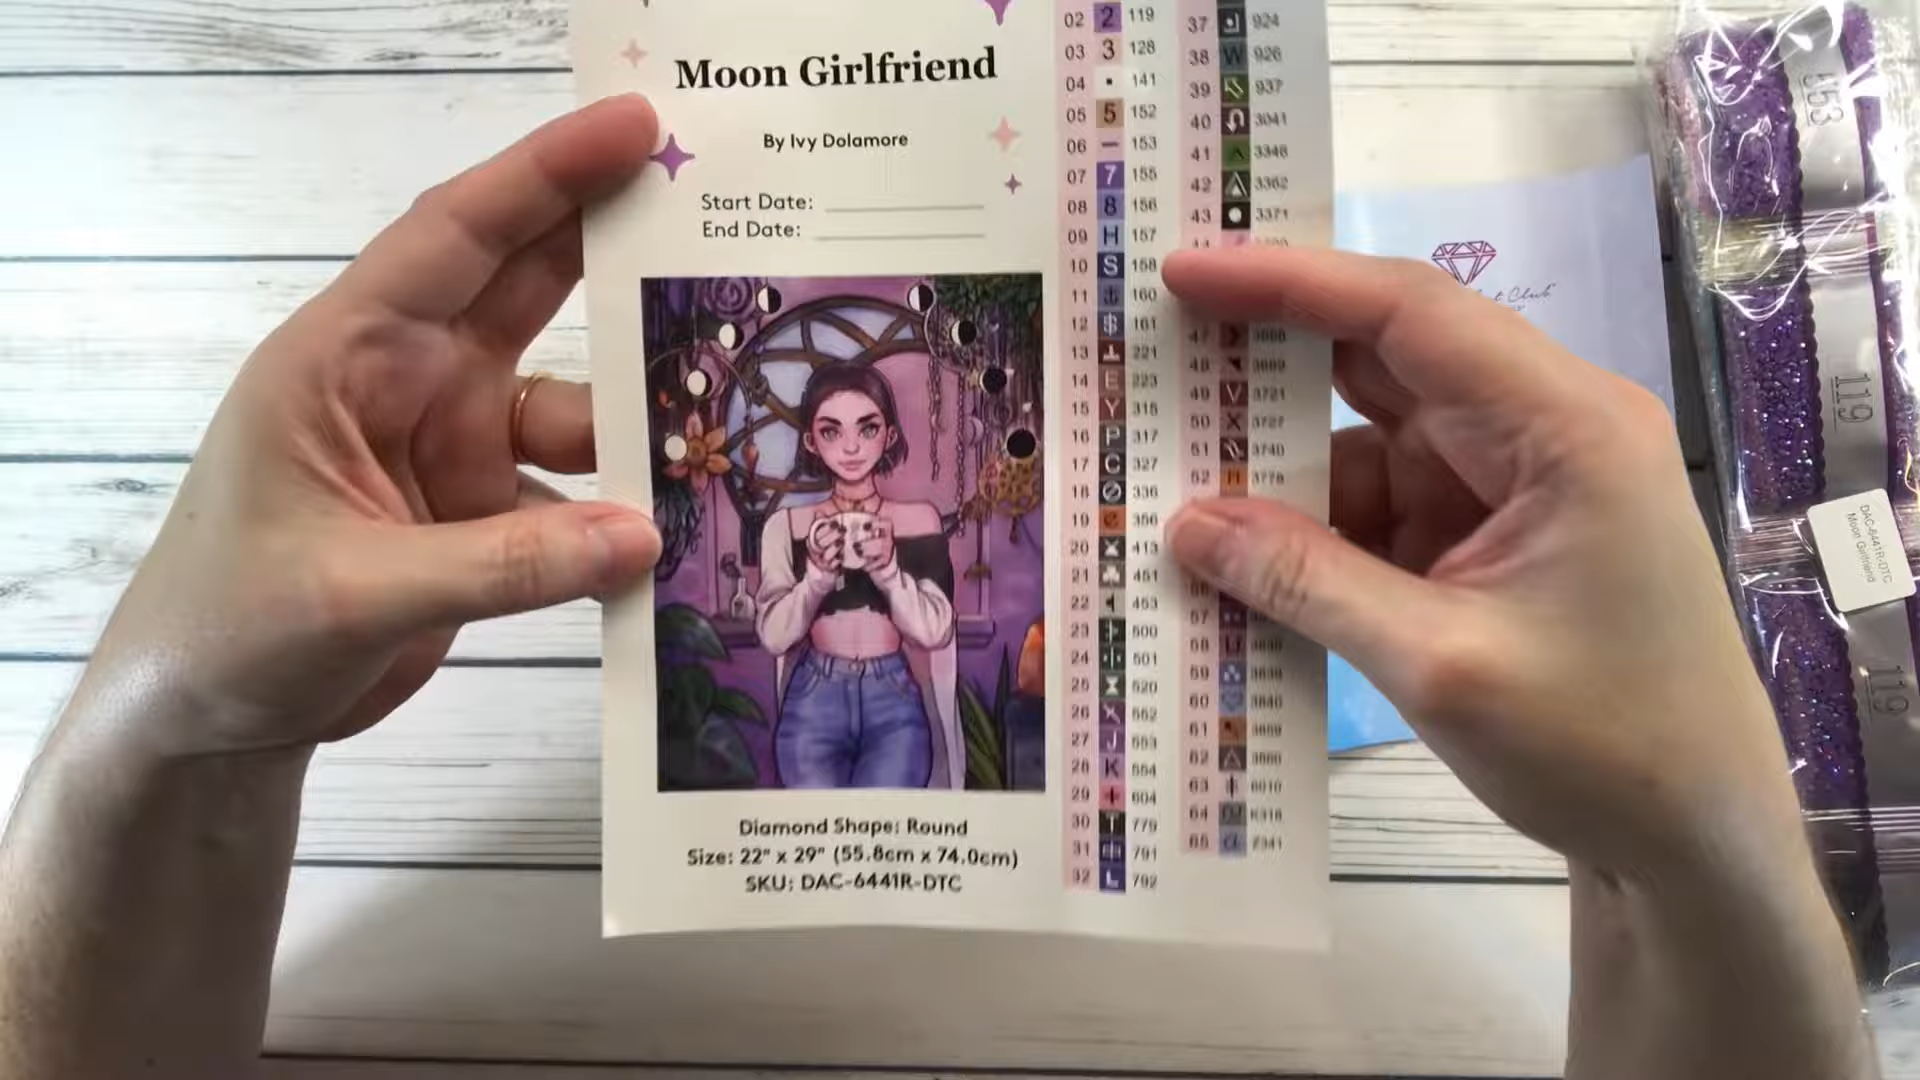 Moon Girlfriend
By Ivy Dolamore
Start Date:
End Date:
Diamond Shape: Round
Size: 22" x 29" (55.8cm x 74.0cm)
SKU: DAC-6441R-DTC
02 2 119
03 3 128
04 141
05 5 152
06 – 153
07 7 155
08 8 156
09 H 157
10 S 158
11 160
12 $ 161
13 221
14 E 223
15 Y 315
16 P 317
17 C 327
18 336
19 356
20 413
21 451
22 453
23 500
24 501
25 520
26 552
27 J 553
28 K 554
29 604
30 T 779
31 791
32 L 792
37 924
38 W 926
39 937
40 3041
41 3346
42 3362
43 3371
47
48
49 V 3721
50 X 3727
51 3740
52 H 3778
57
58
59
60 3840
61
62
63
64
65
Club
553
119
DAC-6441R-DTC
Moon Girlfriend
119